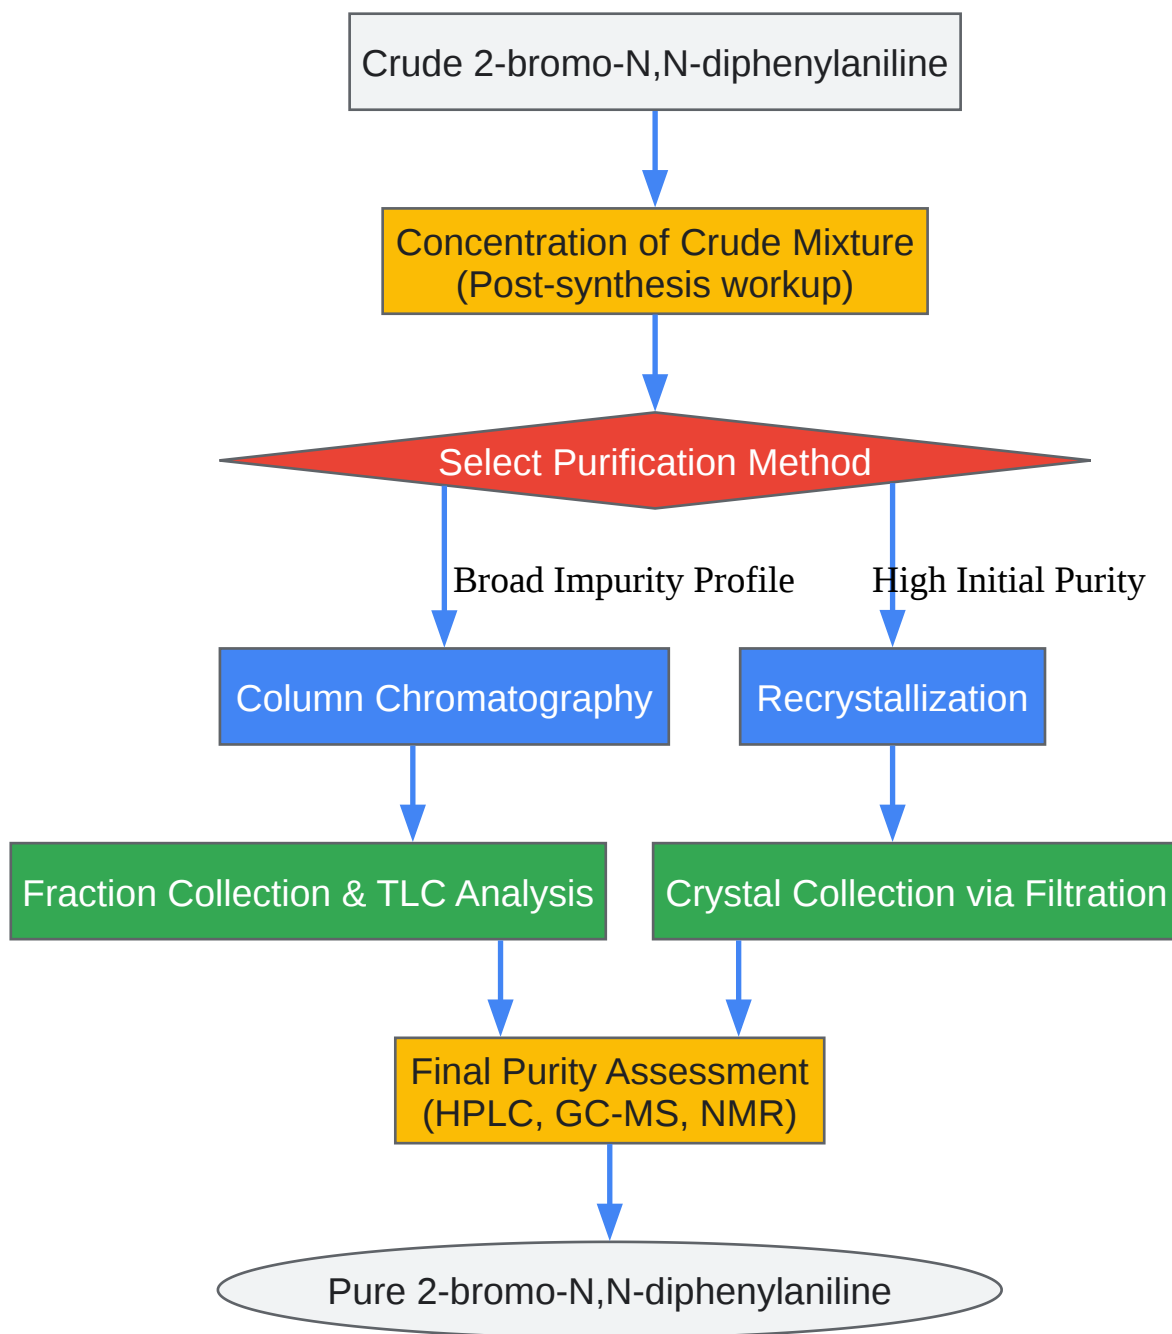 Crude 2-bromo-N,N-diphenylaniline
Concentration of Crude Mixture
(Post-synthesis workup)
Select Purification Method
Broad Impurity Profile
High Initial Purity
Column Chromatography
Recrystallization
Fraction Collection & TLC Analysis
Crystal Collection via Filtration
Final Purity Assessment
(HPLC, GC-MS, NMR)
Pure 2-bromo-N,N-diphenylaniline